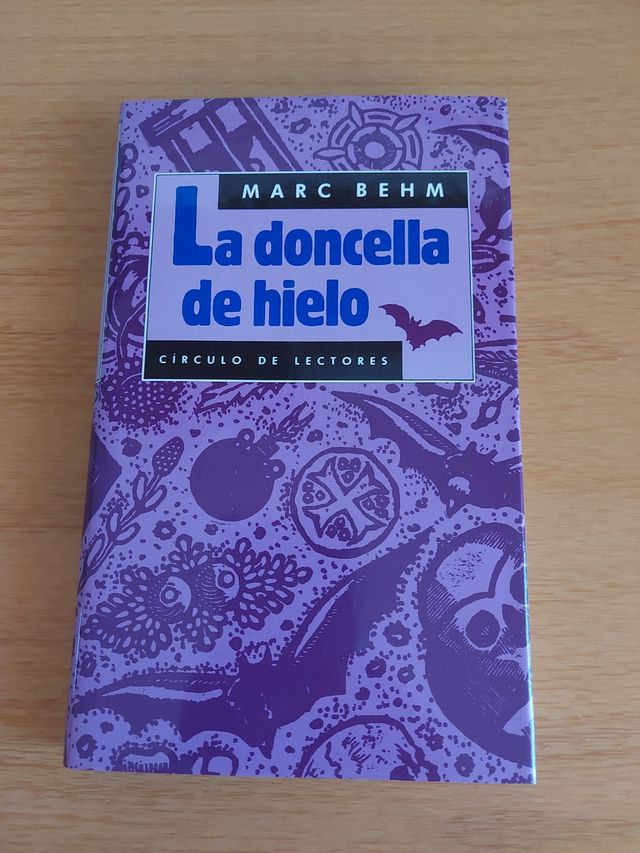 MARC BEHM
La doncella
de hielo
CÍRCULO DE LECTORES